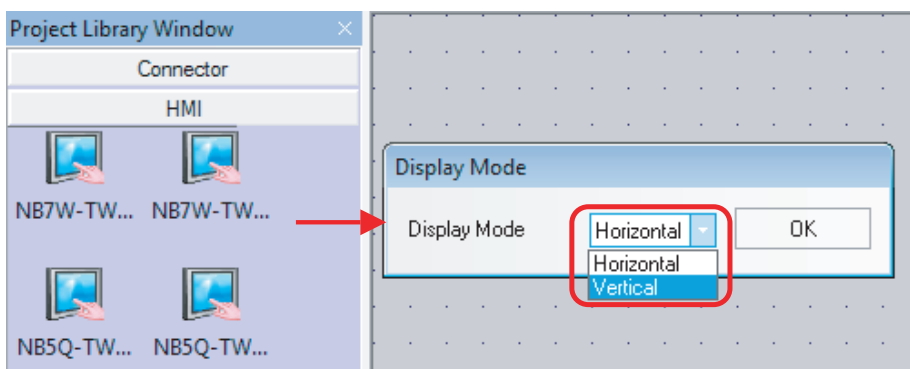 Project Library Window
Connector
HMI
NB7W-TW... NB7W-TW...
NB5Q-TW... NB5Q-TW...
Display Mode
Display Mode Horizontal OK
Horizontal
Vertical